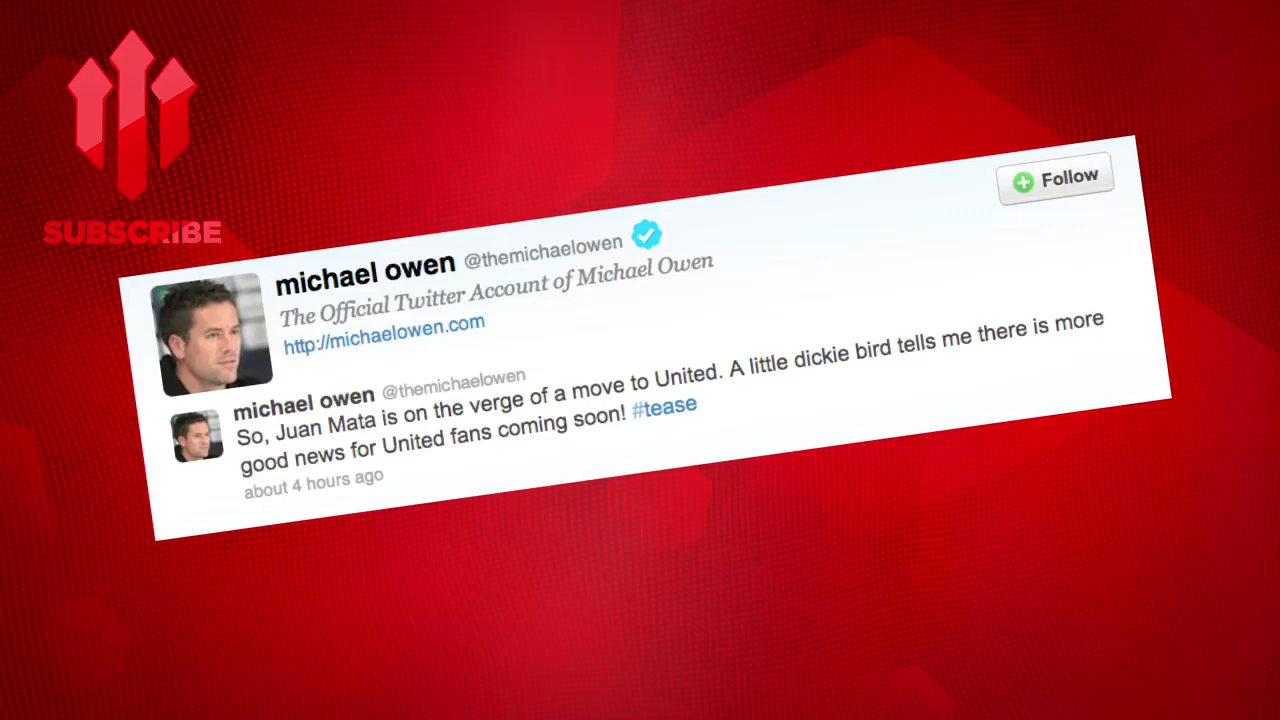 SUBSCRIBE
Follow
michael owen @themichaelowen
The Official Twitter Account of Michael Owen
http://michaelowen.com
michael owen @themichaelowen
So, Juan Mata is on the verge of a move to United. A little dickie bird tells me there is more
good news for United fans coming soon! #tease
about 4 hours ago